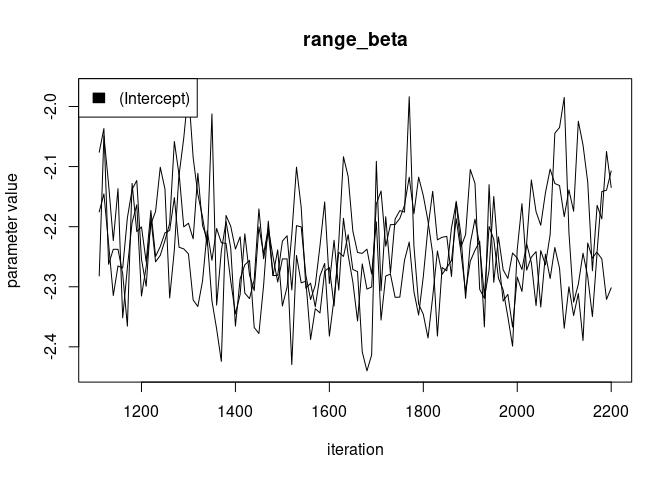 range_beta
(Intercept)
parameter value
-2.0
-2.1
-2.2
-2.3
-2.4
1200 1400 1600 1800 2000 2200
iteration